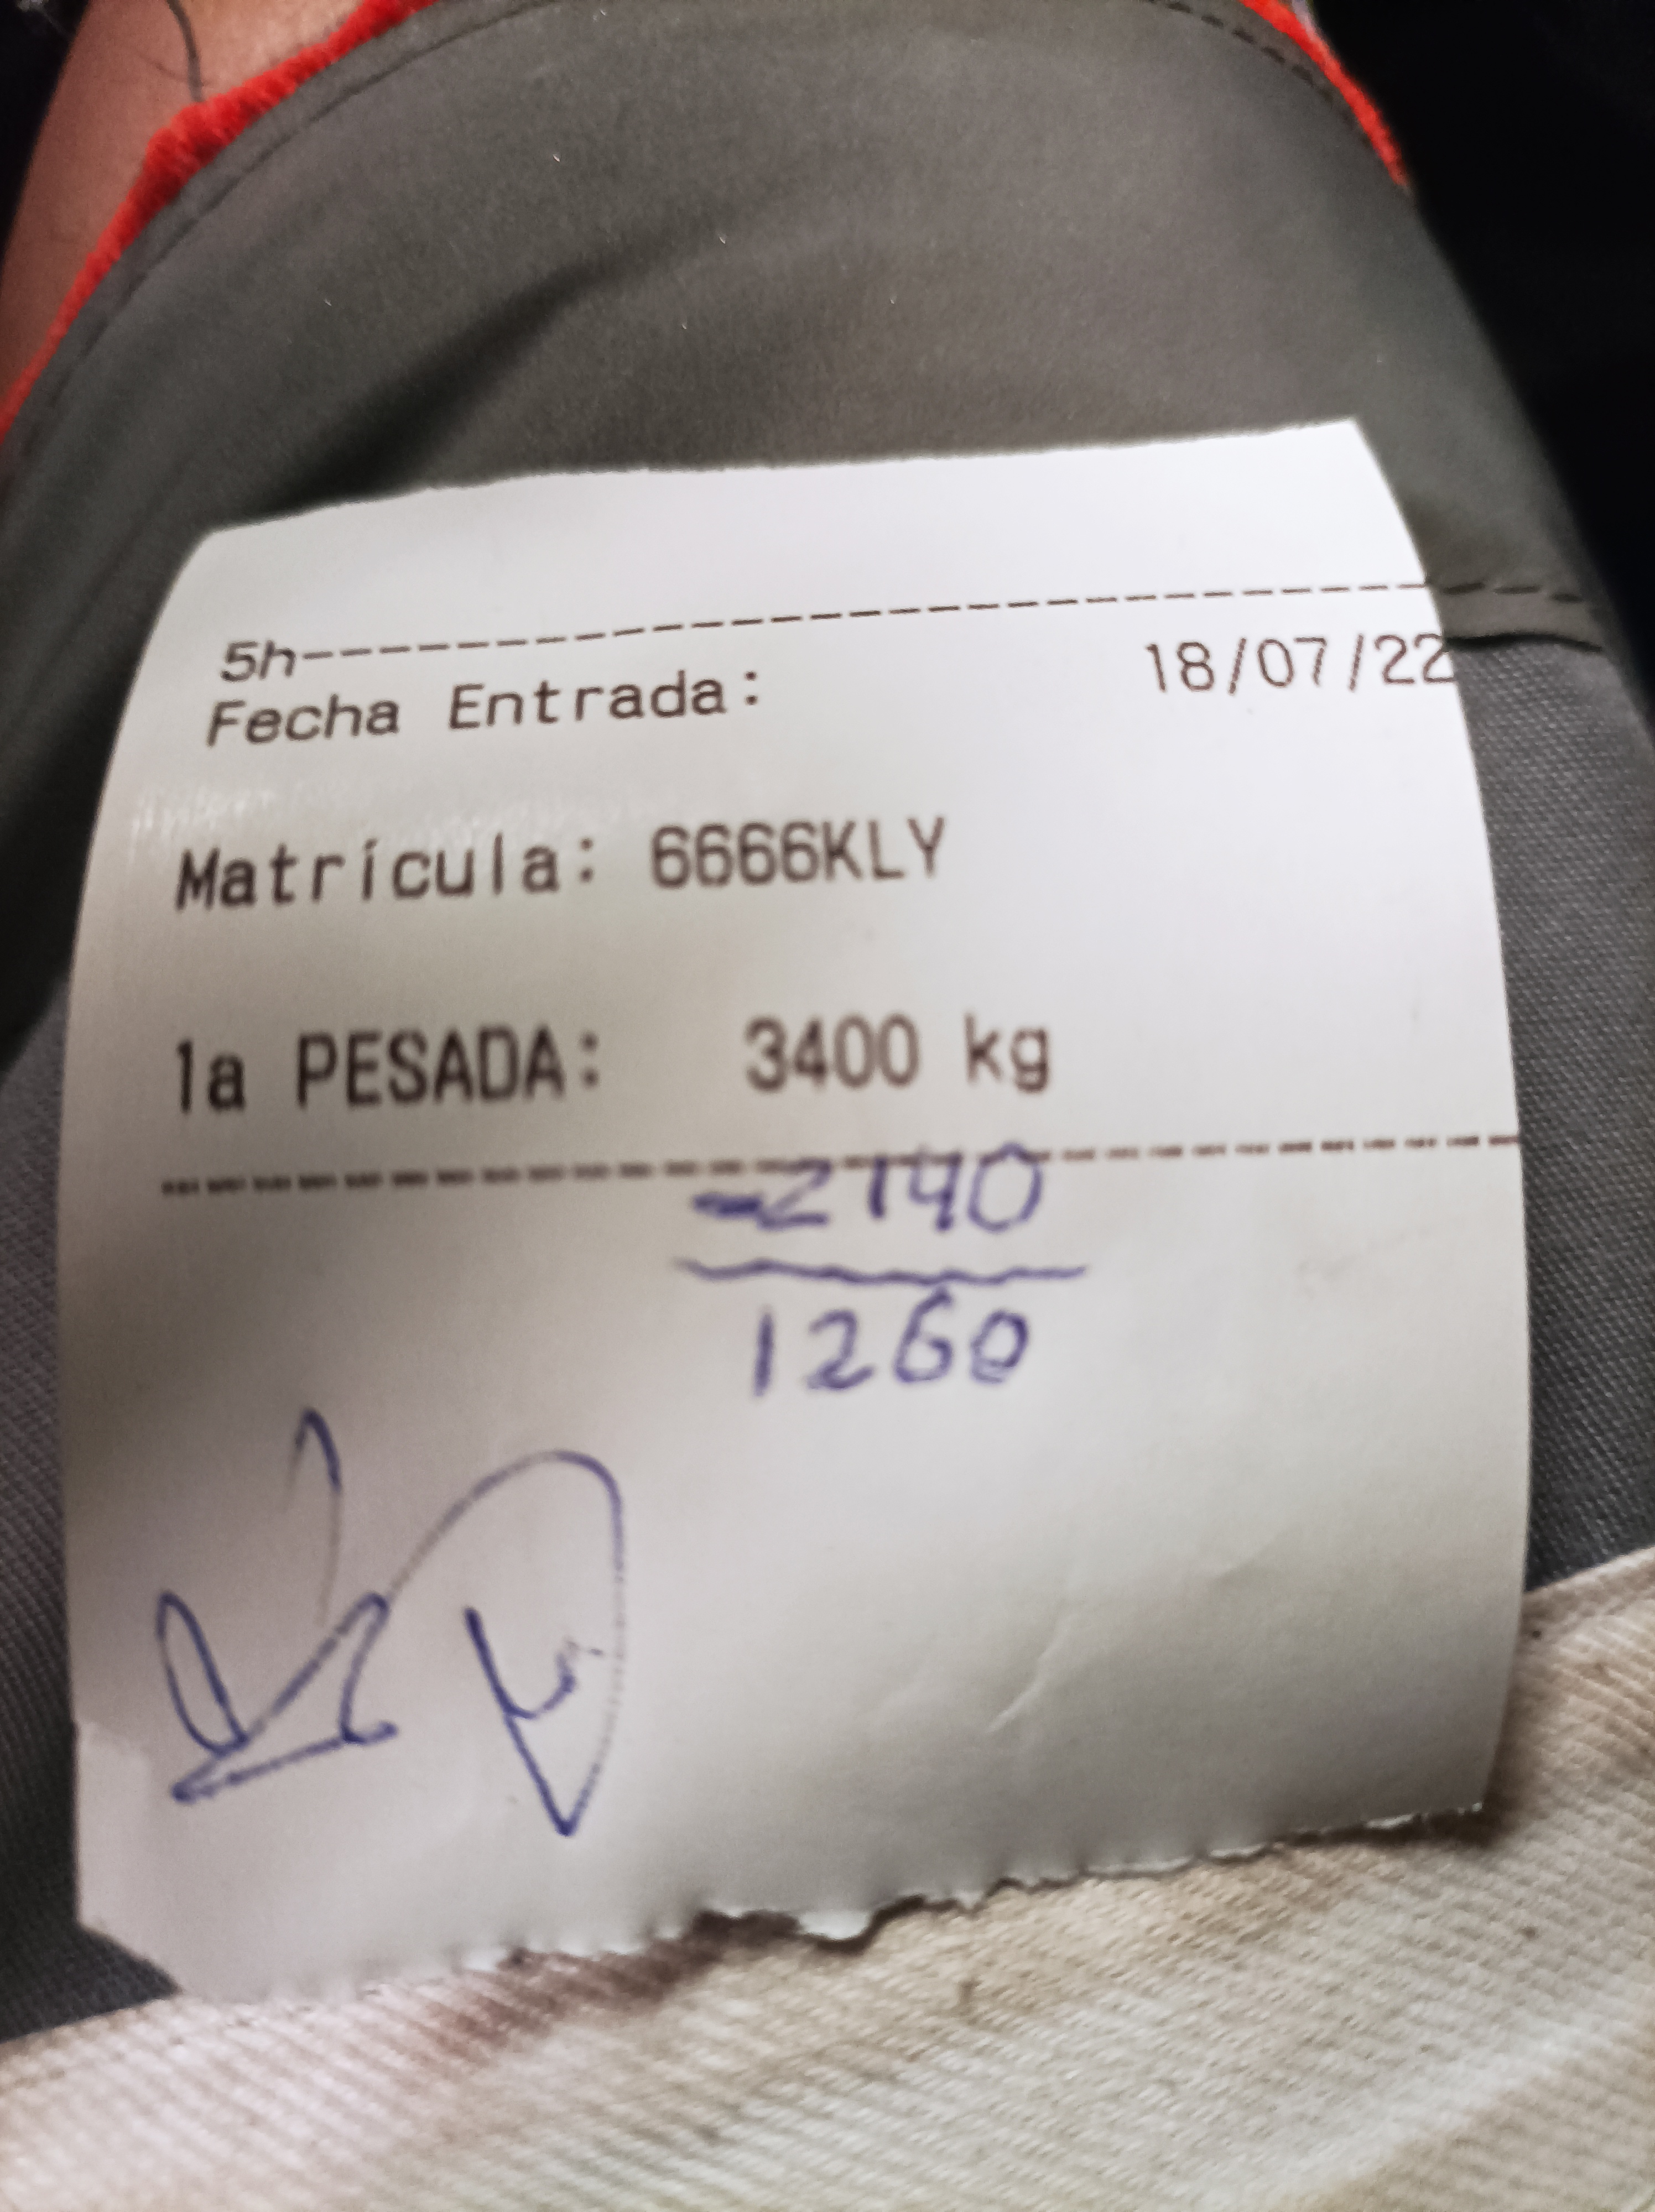 5h------------------------------
Fecha Entrada: 18/07/22
Matrícula: 6666KLY
1a PESADA: 3400 kg
--------------------------------
-2140
1260